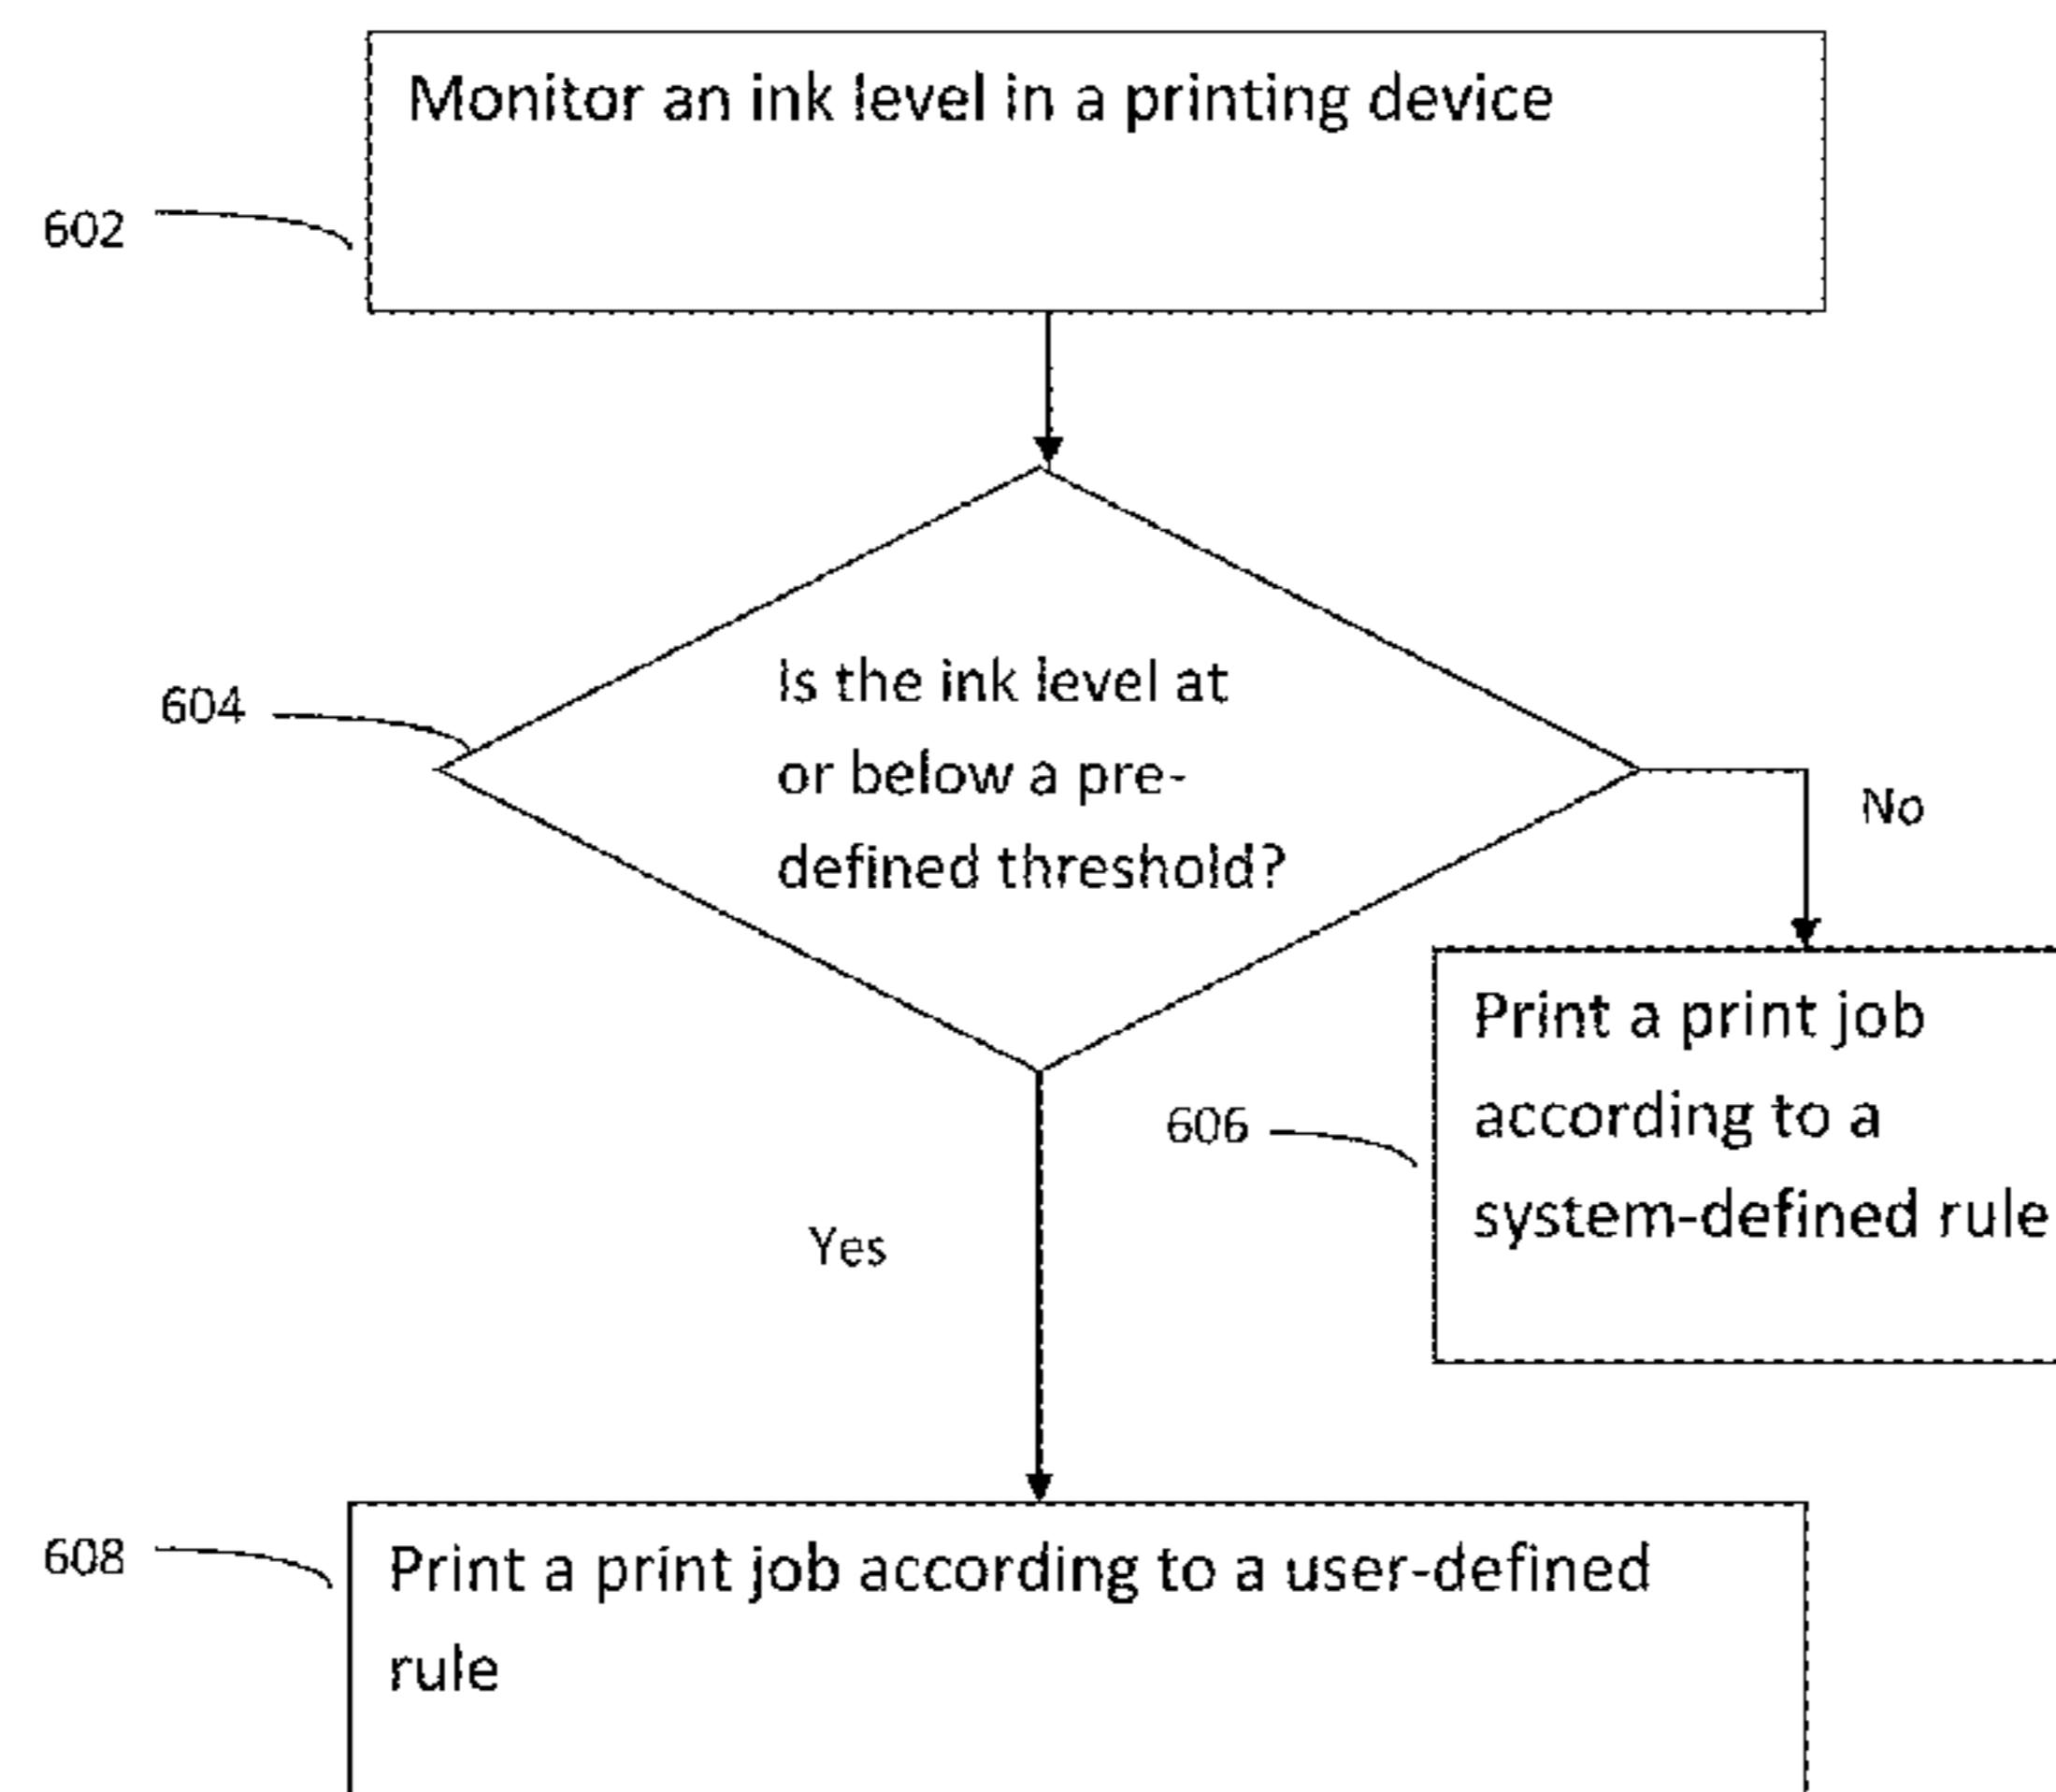 Monitor an ink level in a printing device
602
604
Is the ink level at
or below a pre-
defined threshold?
No
Print a print job
according to a
system-defined rule
606
Yes
608
Print a print job according to a user-defined
rule